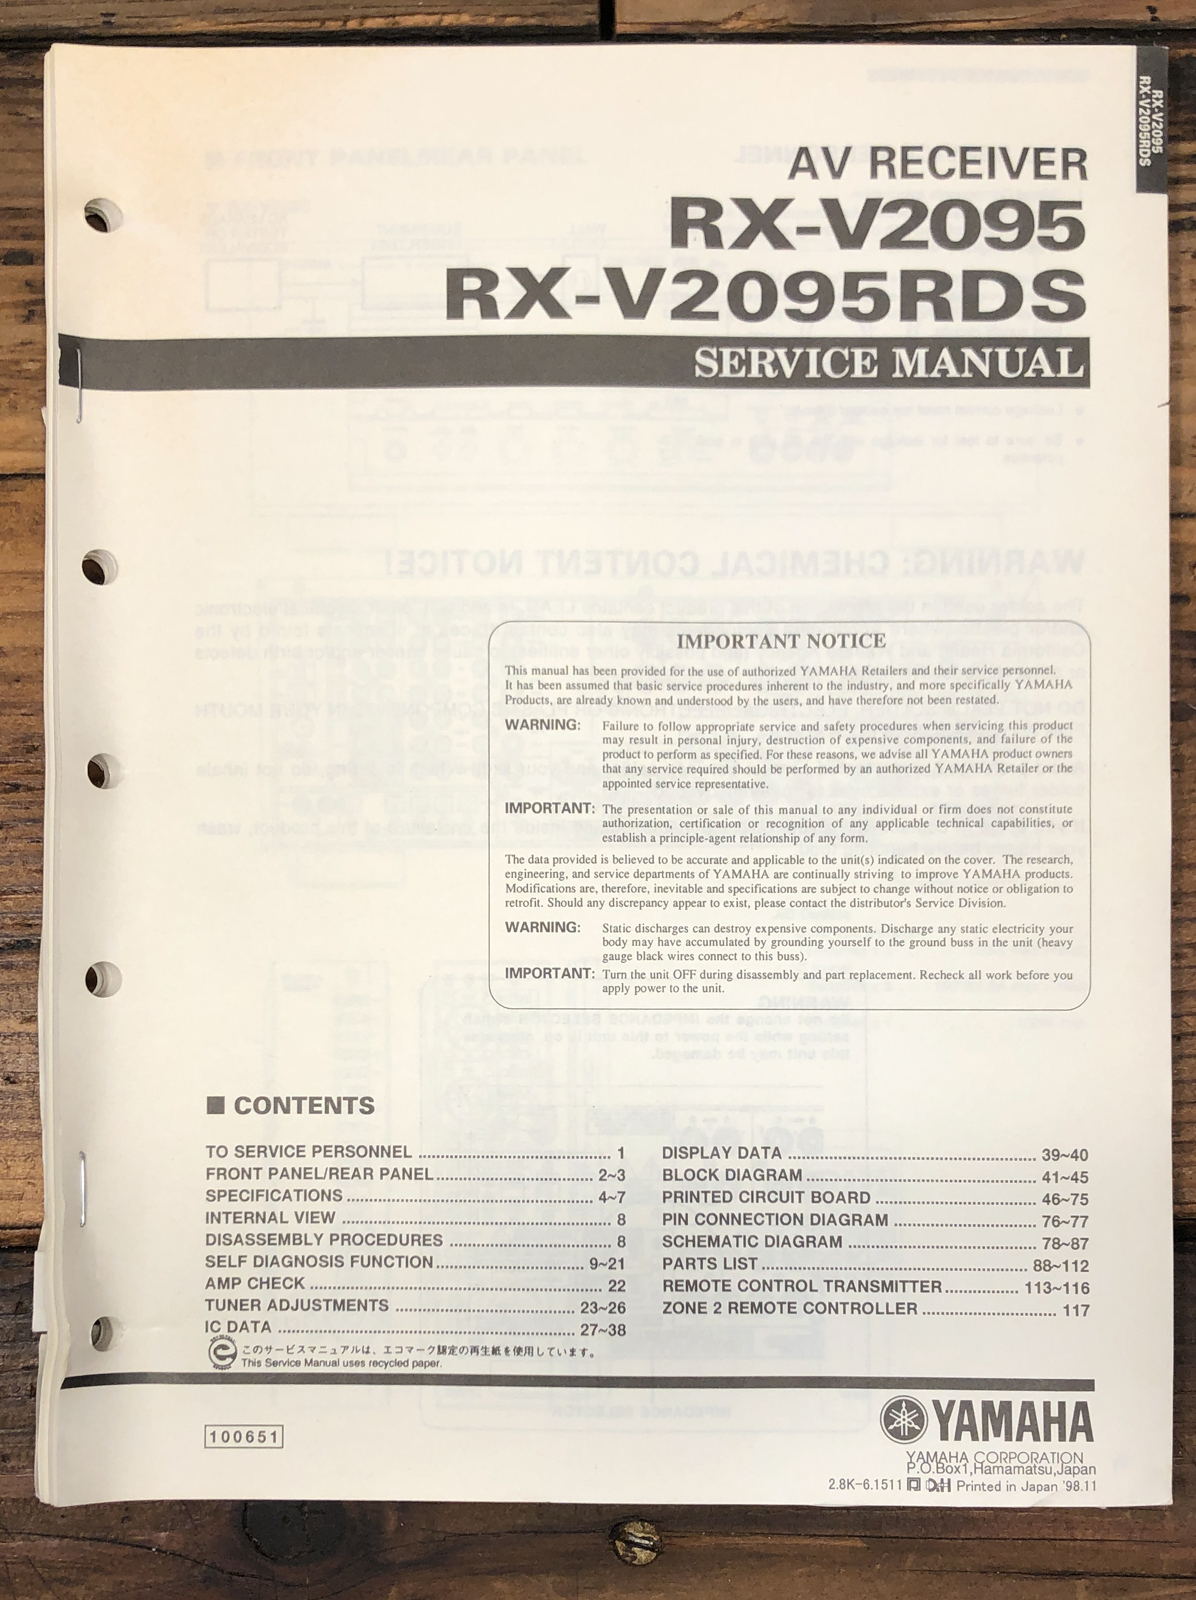 RX-V2095
RX-V2095RDS
AV RECEIVER
RX-V2095
RX-V2095RDS
SERVICE MANUAL
WARNING: CHEMICAL CONTENT NOTICE!
IMPORTANT NOTICE
This manual has been provided for the use of authorized YAMAHA Retailers and their service personnel.
It has been assumed that basic service procedures inherent to the industry, and more specifically YAMAHA
Products, are already known and understood by the users, and have therefore not been restated.
WARNING: Failure to follow appropriate service and safety procedures when servicing this product
may result in personal injury, destruction of expensive components, and failure of the
product to perform as specified. For these reasons, we advise all YAMAHA product owners
that any service required should be performed by an authorized YAMAHA Retailer or the
appointed service representative.
IMPORTANT: The presentation or sale of this manual to any individual or firm does not constitute
authorization, certification or recognition of any applicable technical capabilities, or
establish a principle-agent relationship of any form.
The data provided is believed to be accurate and applicable to the unit(s) indicated on the cover. The research,
engineering, and service departments of YAMAHA are continually striving to improve YAMAHA products.
Modifications are, therefore, inevitable and specifications are subject to change without notice or obligation to
retrofit. Should any discrepancy appear to exist, please contact the distributor's Service Division.
WARNING: Static discharges can destroy expensive components. Discharge any static electricity your
body may have accumulated by grounding yourself to the ground buss in the unit (heavy
gauge black wires connect to this buss).
IMPORTANT: Turn the unit OFF during disassembly and part replacement. Recheck all work before you
apply power to the unit.
■ CONTENTS
TO SERVICE PERSONNEL ........ 1
FRONT PANEL/REAR PANEL ........ 2~3
SPECIFICATIONS ........ 4~7
INTERNAL VIEW ........ 8
DISASSEMBLY PROCEDURES ........ 8
SELF DIAGNOSIS FUNCTION ........ 9~21
AMP CHECK ........ 22
TUNER ADJUSTMENTS ........ 23~26
IC DATA ........ 27~38
DISPLAY DATA ........ 39~40
BLOCK DIAGRAM ........ 41~45
PRINTED CIRCUIT BOARD ........ 46~75
PIN CONNECTION DIAGRAM ........ 76~77
SCHEMATIC DIAGRAM ........ 78~87
PARTS LIST ........ 88~112
REMOTE CONTROL TRANSMITTER ........ 113~116
ZONE 2 REMOTE CONTROLLER ........ 117
このサービスマニュアルは、エコマーク認定の再生紙を使用しています。
This Service Manual uses recycled paper.
100651
YAMAHA
YAMAHA CORPORATION
P.O.Box1,Hamamatsu,Japan
2.8K-6.1511 Printed in Japan '98.11